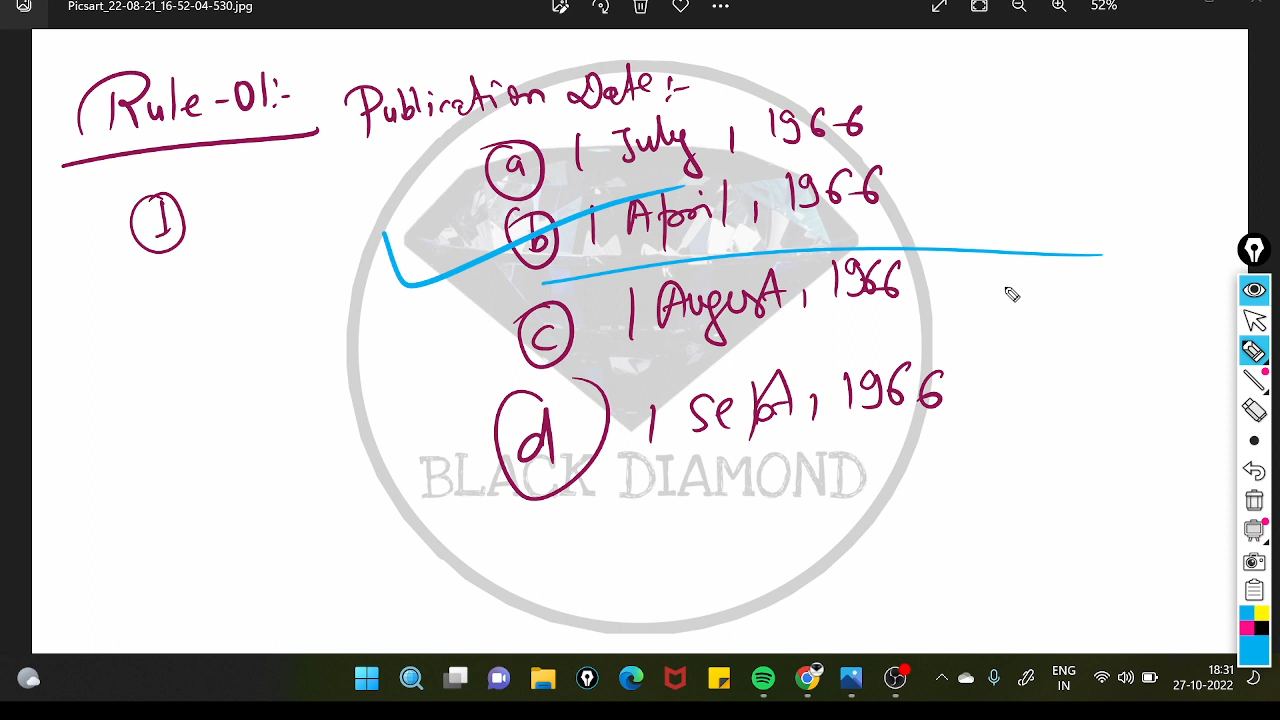 Picsart_22-08-21_16-52-04-530.jpg
52%
Rule-01:- Publication Date:-
a 1 July, 1966
1
b 1 April, 1966
c 1 August, 1966
d 1 Sept, 1966
BLACK DIAMOND
ENG
IN
18:31
27-10-2022